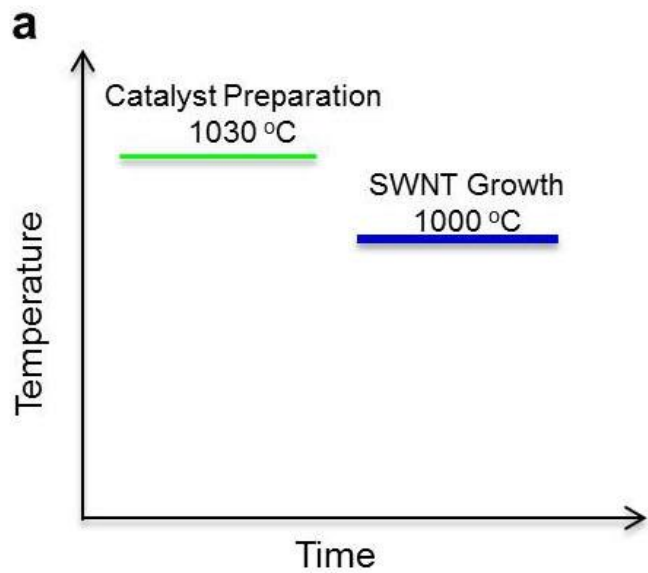 a
Catalyst Preparation
1030 °C
SWNT Growth
1000 °C
Temperature
Time